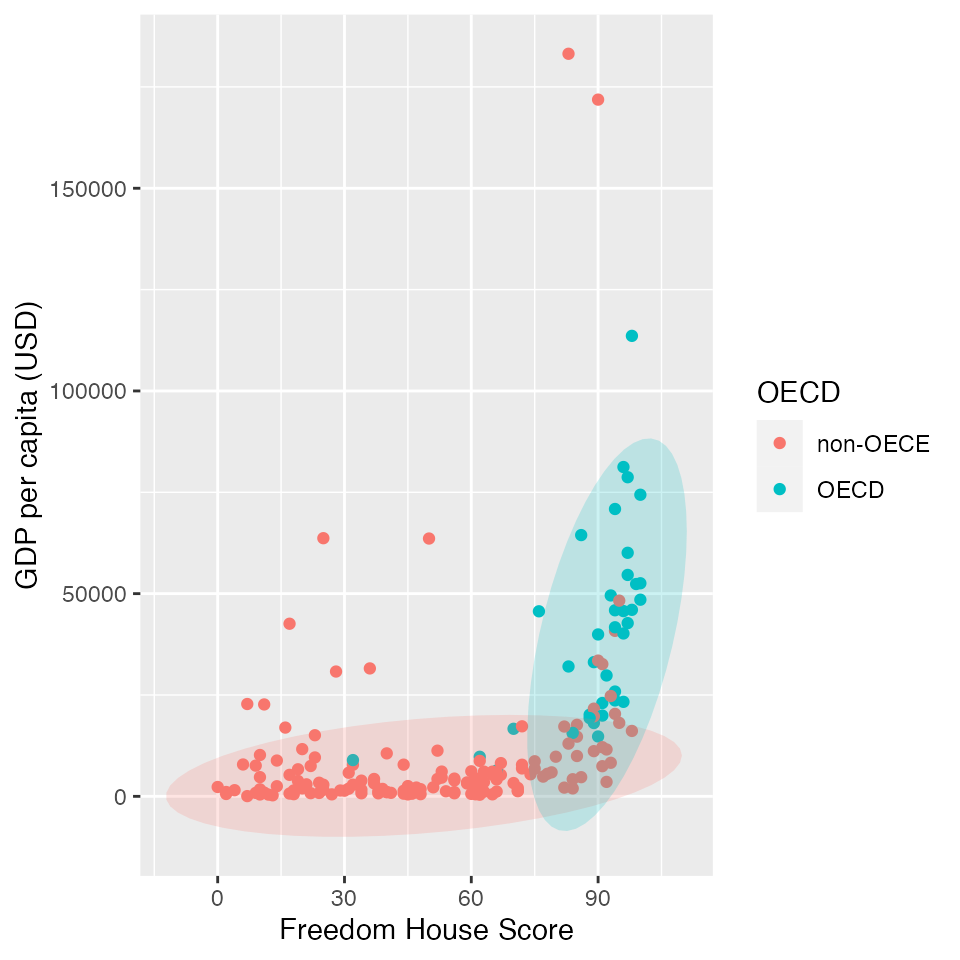 GDP per capita (USD)
150000
100000
50000
0
0 30 60 90
Freedom House Score
OECD
non-OECE
OECD